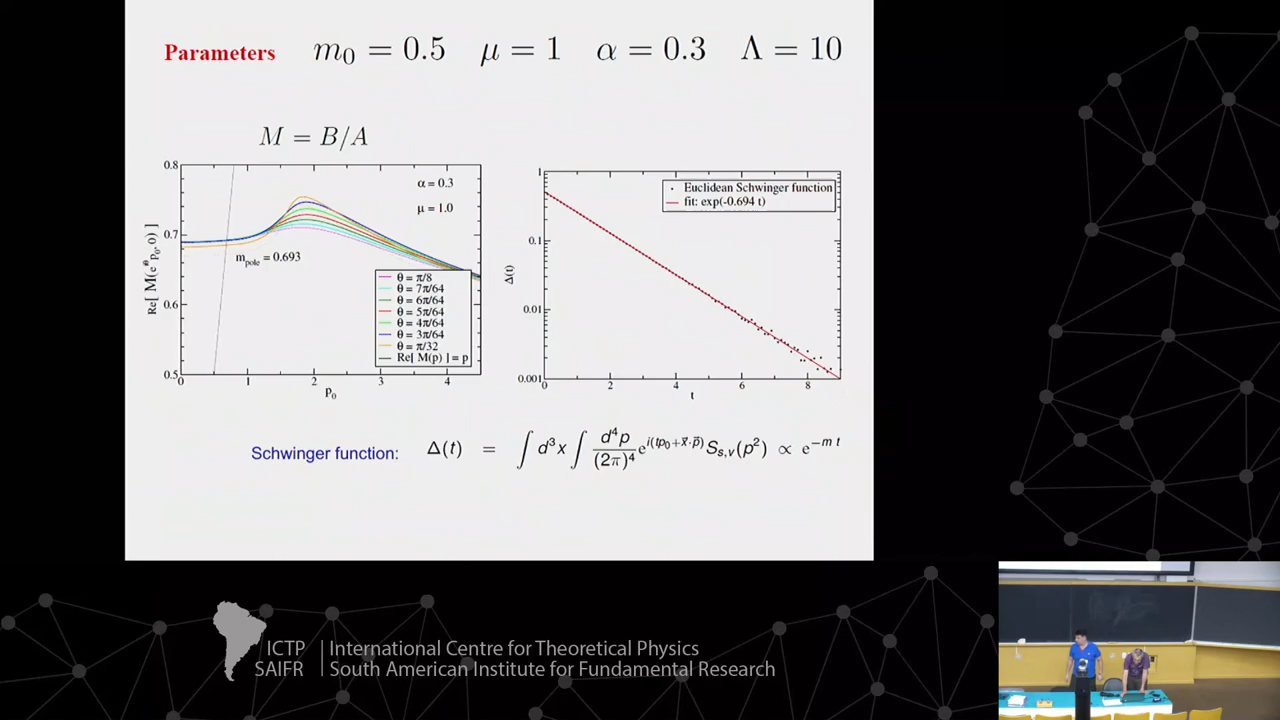 Parameters m₀ = 0.5 μ = 1 α = 0.3 Λ = 10
M = B/A
0.8
0.7
0.6
0.5
Re[ M(e^{iθ} p₀, 0) ]
α = 0.3
μ = 1.0
m_pole = 0.693
θ = π/8
θ = 7π/64
θ = 6π/64
θ = 5π/64
θ = 4π/64
θ = 3π/64
θ = π/32
Re[ M(p) ] = p
0 1 2 3 4
p₀
1
0.1
0.01
0.001
Δ(t)
Euclidean Schwinger function
fit: exp(-0.694 t)
0 2 4 6 8
t
Schwinger function: Δ(t) = ∫ d³x ∫ d⁴p/(2π)⁴ e^{i(tp₀+x⃗·p⃗)} S_{s,v}(p²) ∝ e^{−m t}
ICTP International Centre for Theoretical Physics
SAIFR South American Institute for Fundamental Research